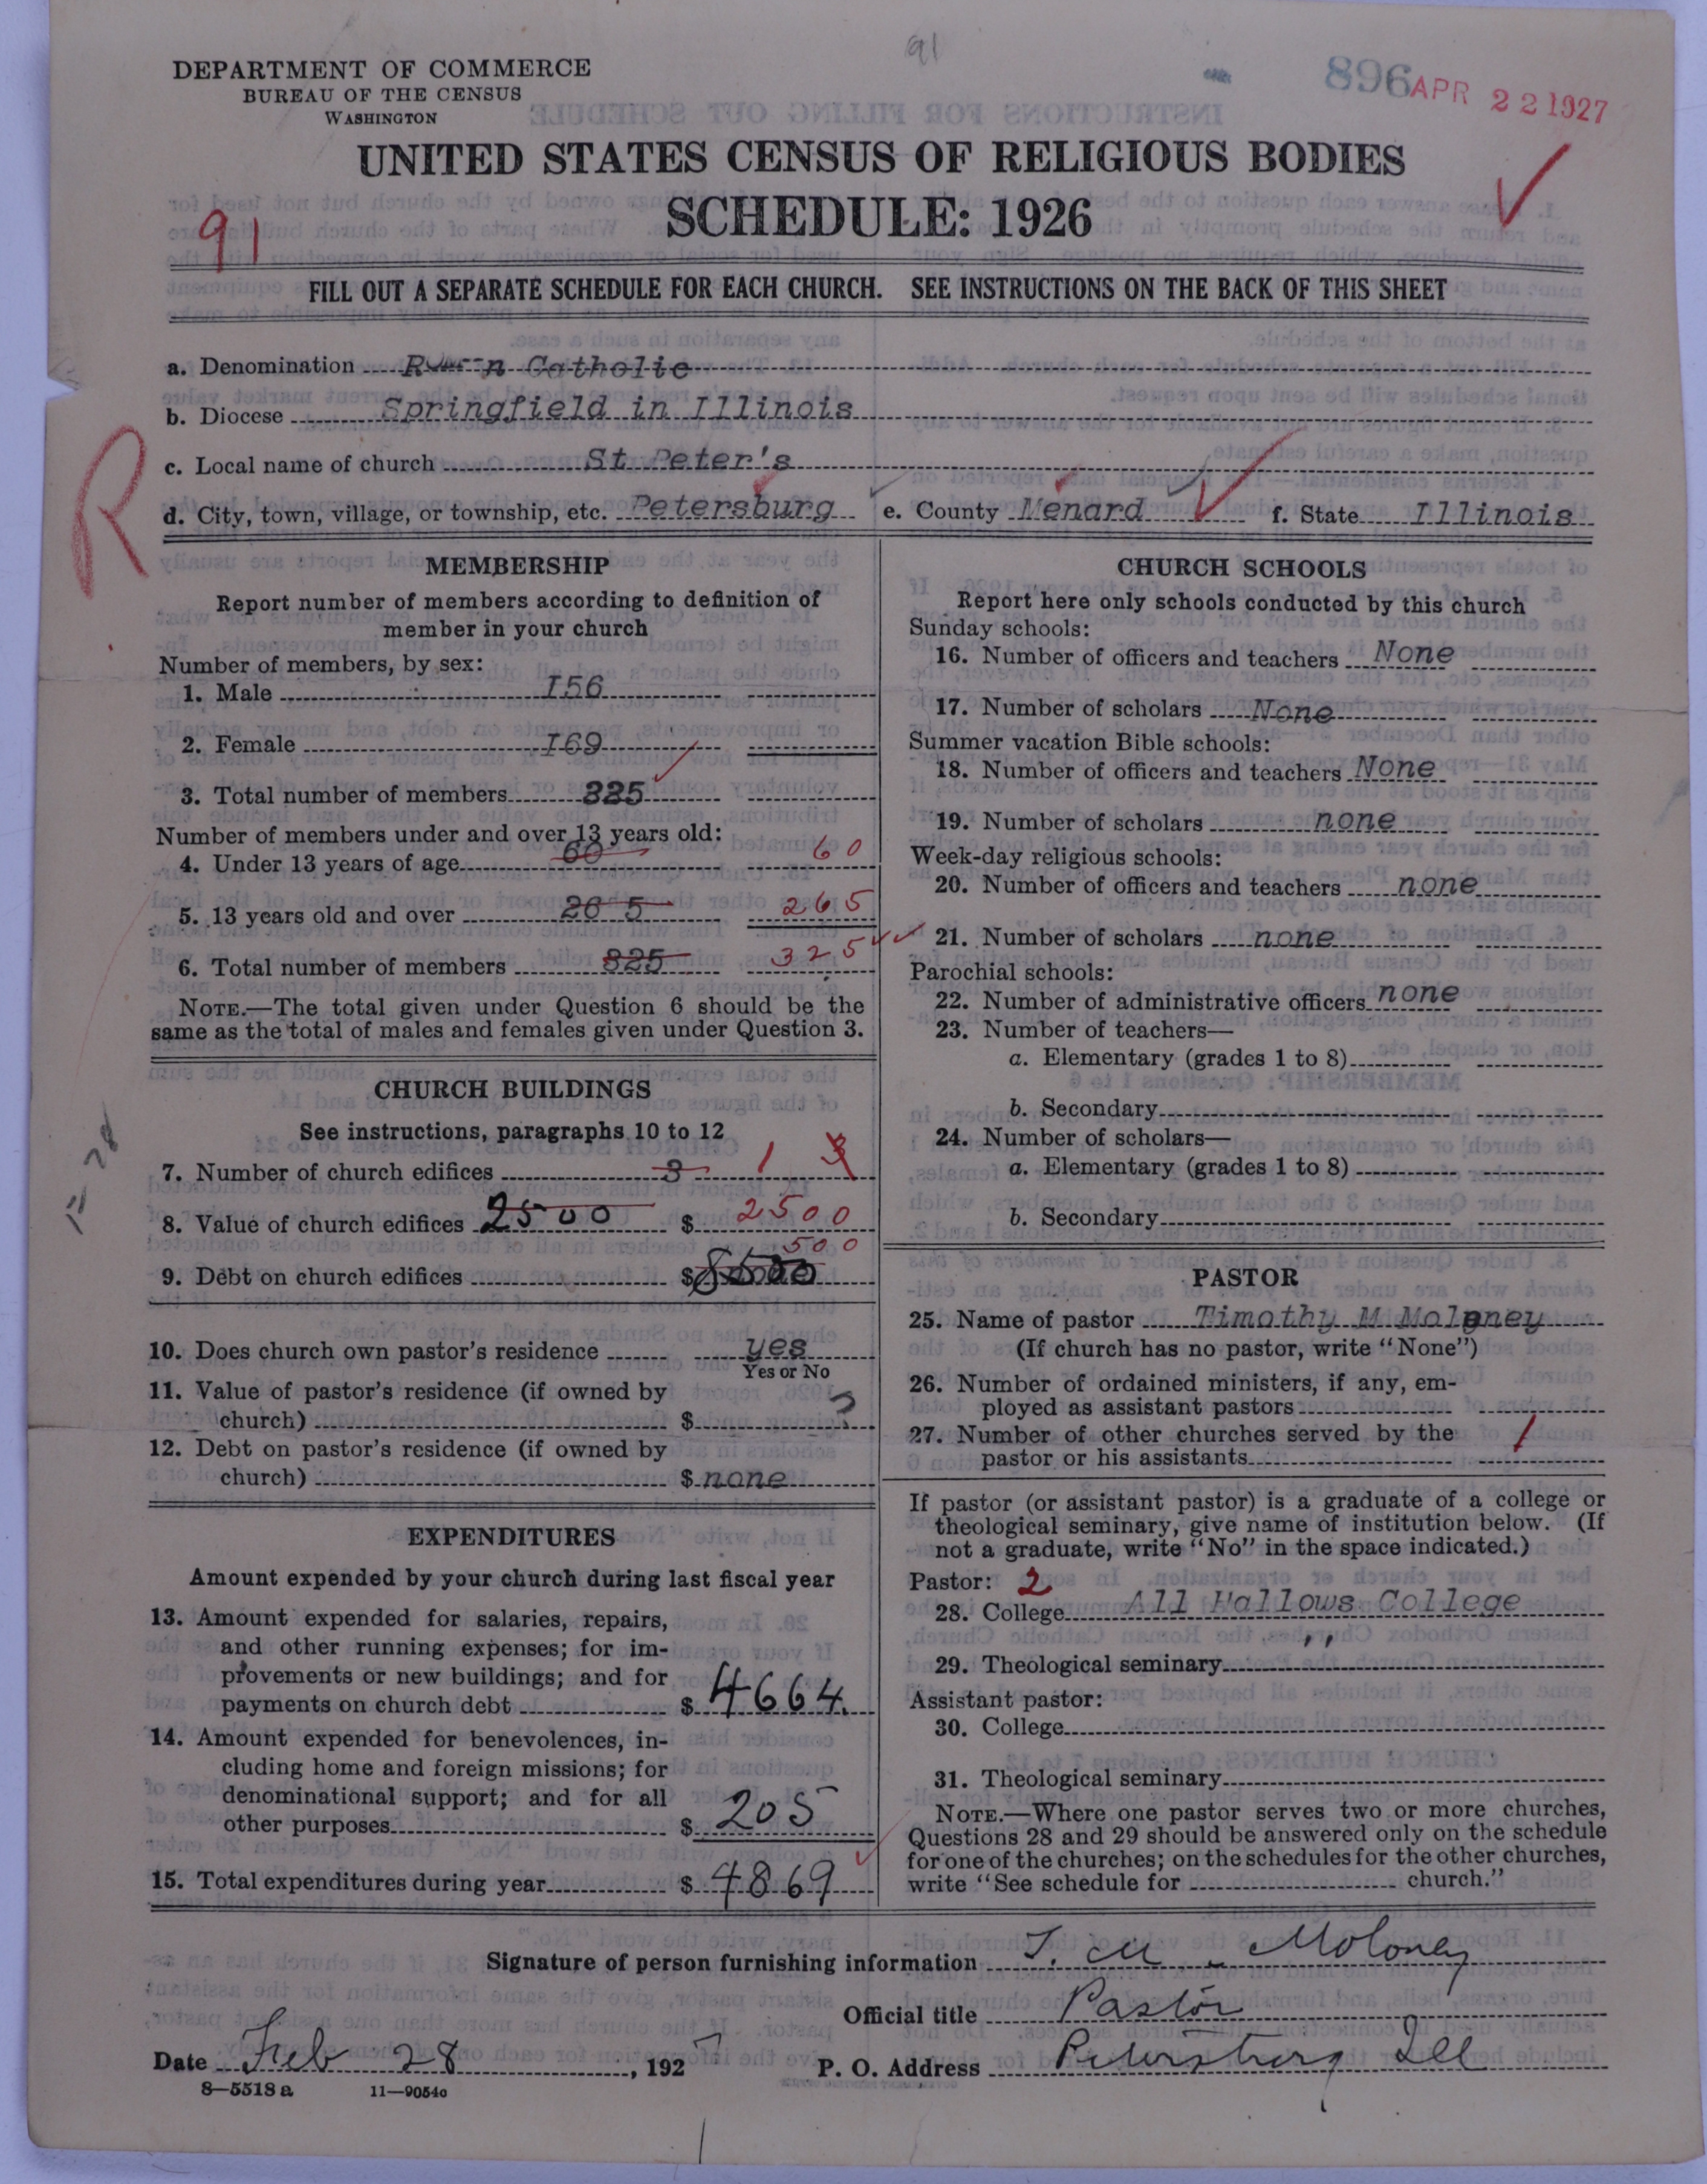 91
DEPARTMENT OF COMMERCE
BUREAU OF THE CENSUS
WASHINGTON
896 APR 22 1927
UNITED STATES CENSUS OF RELIGIOUS BODIES
SCHEDULE: 1926
91
FILL OUT A SEPARATE SCHEDULE FOR EACH CHURCH. SEE INSTRUCTIONS ON THE BACK OF THIS SHEET
R
a. Denomination Roman Catholic
b. Diocese Springfield in Illinois
c. Local name of church St Peter's
d. City, town, village, or township, etc. Petersburg e. County Menard f. State Illinois
MEMBERSHIP
Report number of members according to definition of
member in your church
Number of members, by sex:
1. Male I56
2. Female I69
3. Total number of members 325
Number of members under and over 13 years old:
4. Under 13 years of age 60 60
5. 13 years old and over 26 5 265
6. Total number of members 325 325
NOTE.—The total given under Question 6 should be the
same as the total of males and females given under Question 3.
CHURCH BUILDINGS
See instructions, paragraphs 10 to 12
7. Number of church edifices 3 1 3
8. Value of church edifices 2500 $ 2500
500
9. Debt on church edifices $
10. Does church own pastor's residence yes
Yes or No
11. Value of pastor's residence (if owned by
church) $ ?
12. Debt on pastor's residence (if owned by
church) $ none
EXPENDITURES
Amount expended by your church during last fiscal year
13. Amount expended for salaries, repairs,
and other running expenses; for im-
provements or new buildings; and for
payments on church debt $ 4664.
14. Amount expended for benevolences, in-
cluding home and foreign missions; for
denominational support; and for all
other purposes $ 205
15. Total expenditures during year $ 4869
CHURCH SCHOOLS
Report here only schools conducted by this church
Sunday schools:
16. Number of officers and teachers None
17. Number of scholars None
Summer vacation Bible schools:
18. Number of officers and teachers None
19. Number of scholars none
Week-day religious schools:
20. Number of officers and teachers none
21. Number of scholars none
Parochial schools:
22. Number of administrative officers none
23. Number of teachers—
a. Elementary (grades 1 to 8)
b. Secondary
24. Number of scholars—
a. Elementary (grades 1 to 8)
b. Secondary
PASTOR
25. Name of pastor Timothy M Moloney
(If church has no pastor, write "None")
26. Number of ordained ministers, if any, em-
ployed as assistant pastors
27. Number of other churches served by the
pastor or his assistants 1
If pastor (or assistant pastor) is a graduate of a college or
theological seminary, give name of institution below. (If
not a graduate, write "No" in the space indicated.)
Pastor: 2
28. College All Hallows College
29. Theological seminary ,,
Assistant pastor:
30. College
31. Theological seminary
NOTE.—Where one pastor serves two or more churches,
Questions 28 and 29 should be answered only on the schedule
for one of the churches; on the schedules for the other churches,
write "See schedule for church."
Signature of person furnishing information T. M. Moloney
Official title Pastor
Date Feb 28, 1927 P. O. Address Petersburg Ill
8—5518 a 11—9054a